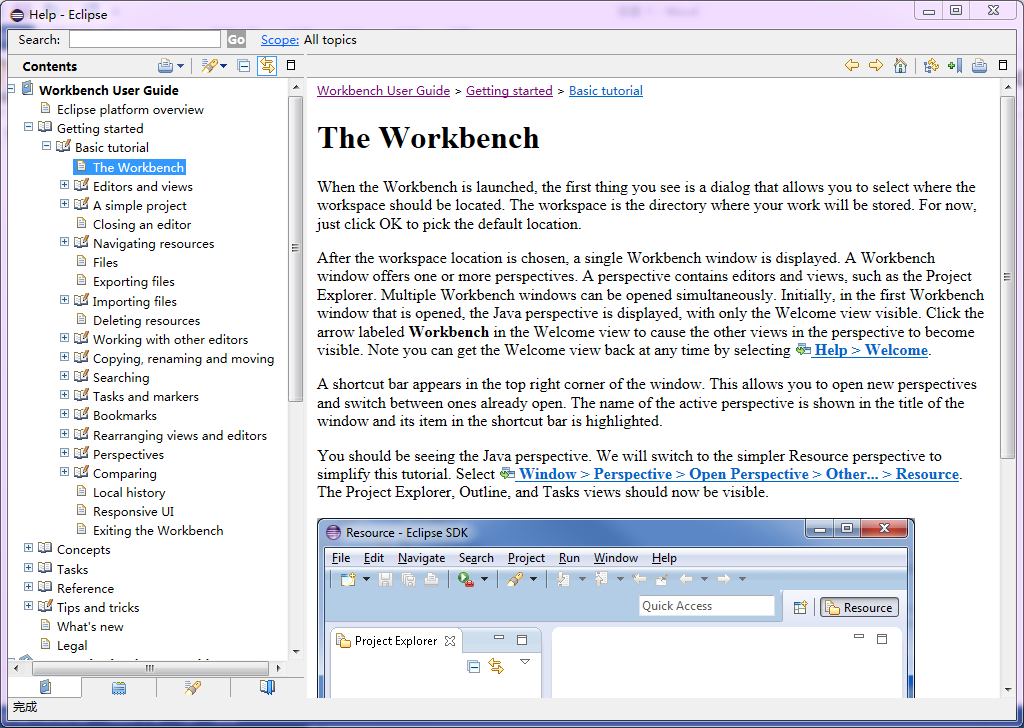 Help - Eclipse
Search:
Go
Scope: All topics
Contents
Workbench User Guide
Eclipse platform overview
Getting started
Basic tutorial
The Workbench
Editors and views
A simple project
Closing an editor
Navigating resources
Files
Exporting files
Importing files
Deleting resources
Working with other editors
Copying, renaming and moving
Searching
Tasks and markers
Bookmarks
Rearranging views and editors
Perspectives
Comparing
Local history
Responsive UI
Exiting the Workbench
Concepts
Tasks
Reference
Tips and tricks
What's new
Legal
完成
Workbench User Guide > Getting started > Basic tutorial
The Workbench
When the Workbench is launched, the first thing you see is a dialog that allows you to select where the
workspace should be located. The workspace is the directory where your work will be stored. For now,
just click OK to pick the default location.
After the workspace location is chosen, a single Workbench window is displayed. A Workbench
window offers one or more perspectives. A perspective contains editors and views, such as the Project
Explorer. Multiple Workbench windows can be opened simultaneously. Initially, in the first Workbench
window that is opened, the Java perspective is displayed, with only the Welcome view visible. Click the
arrow labeled Workbench in the Welcome view to cause the other views in the perspective to become
visible. Note you can get the Welcome view back at any time by selecting Help > Welcome.
A shortcut bar appears in the top right corner of the window. This allows you to open new perspectives
and switch between ones already open. The name of the active perspective is shown in the title of the
window and its item in the shortcut bar is highlighted.
You should be seeing the Java perspective. We will switch to the simpler Resource perspective to
simplify this tutorial. Select Window > Perspective > Open Perspective > Other... > Resource.
The Project Explorer, Outline, and Tasks views should now be visible.
Resource - Eclipse SDK
File Edit Navigate Search Project Run Window Help
Quick Access
Resource
Project Explorer